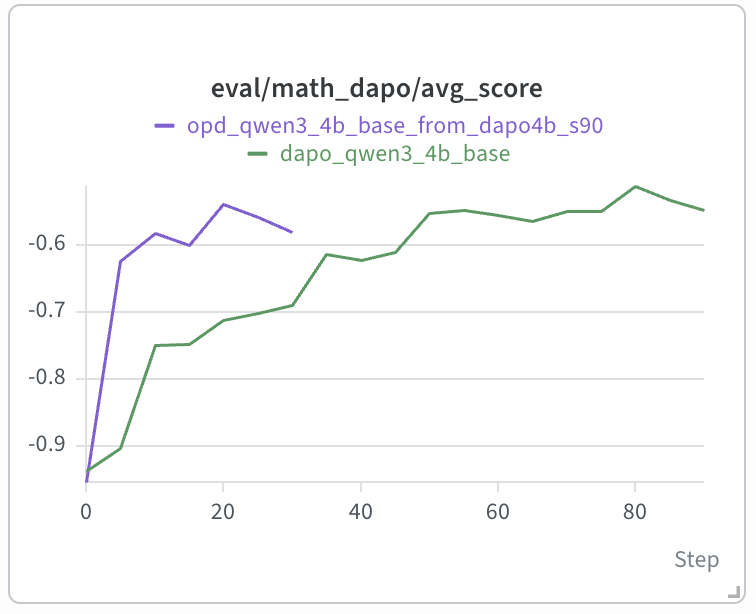 eval/math_dapo/avg_score
opd_qwen3_4b_base_from_dapo4b_s90
dapo_qwen3_4b_base
-0.6
-0.7
-0.8
-0.9
0 20 40 60 80
Step